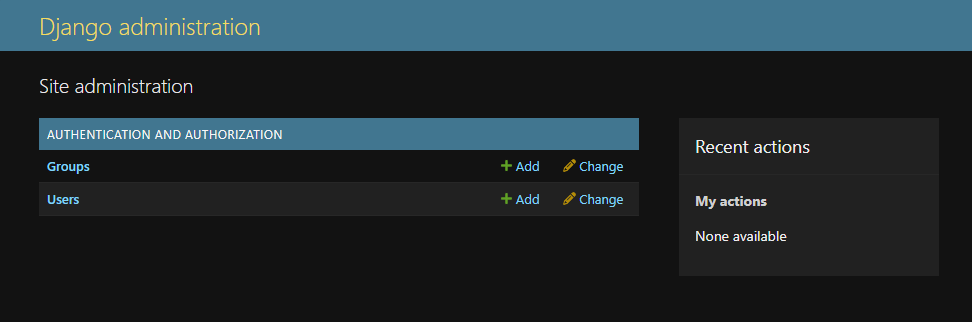 Django administration
Site administration
AUTHENTICATION AND AUTHORIZATION
Groups Add Change
Users Add Change
Recent actions
My actions
None available